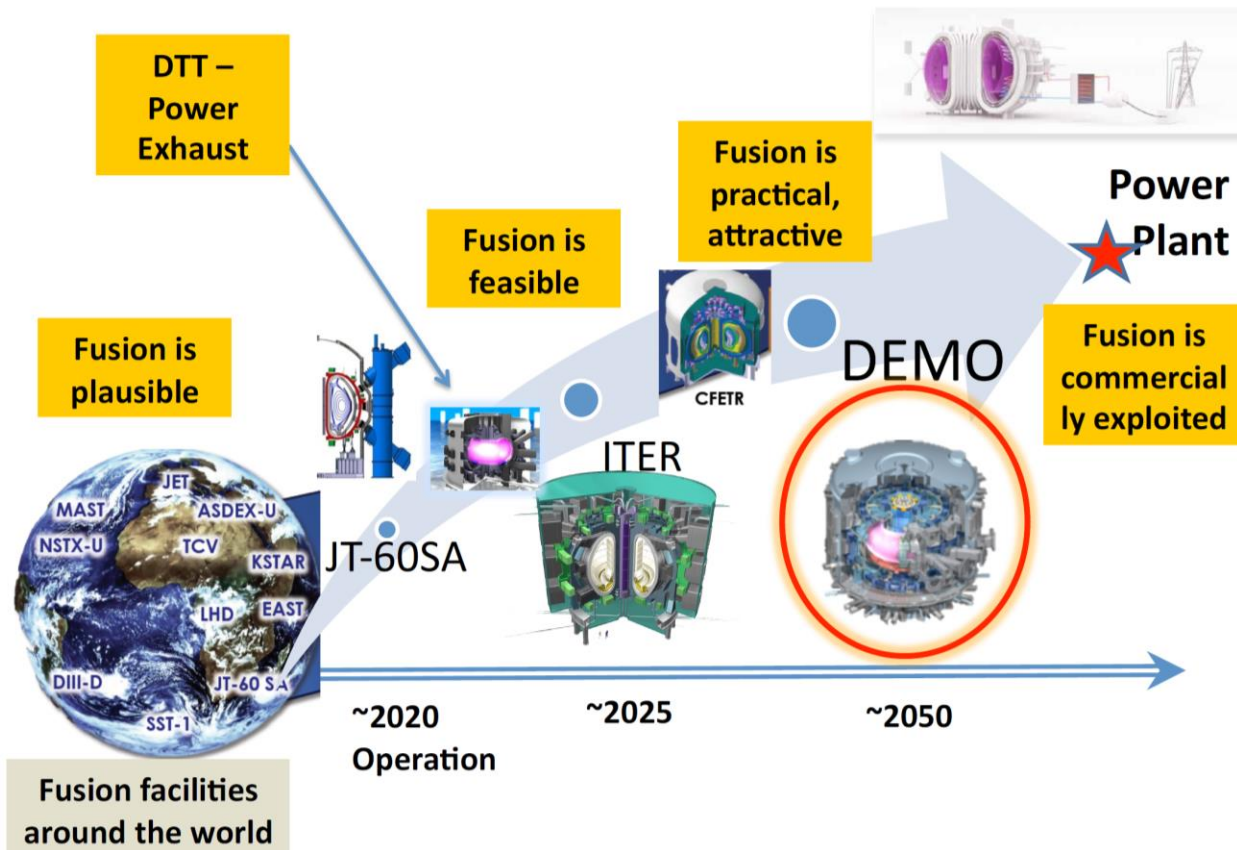 DTT –
Power
Exhaust
Fusion is
feasible
Fusion is
practical,
attractive
Power
Plant
Fusion is
plausible
Fusion is
commercial
ly exploited
CFETR
DEMO
ITER
JT-60SA
JET
MAST
ASDEX-U
NSTX-U
TCV
KSTAR
LHD
EAST
DIII-D
JT-60 SA
SST-1
~2020
Operation
~2025
~2050
Fusion facilities
around the world